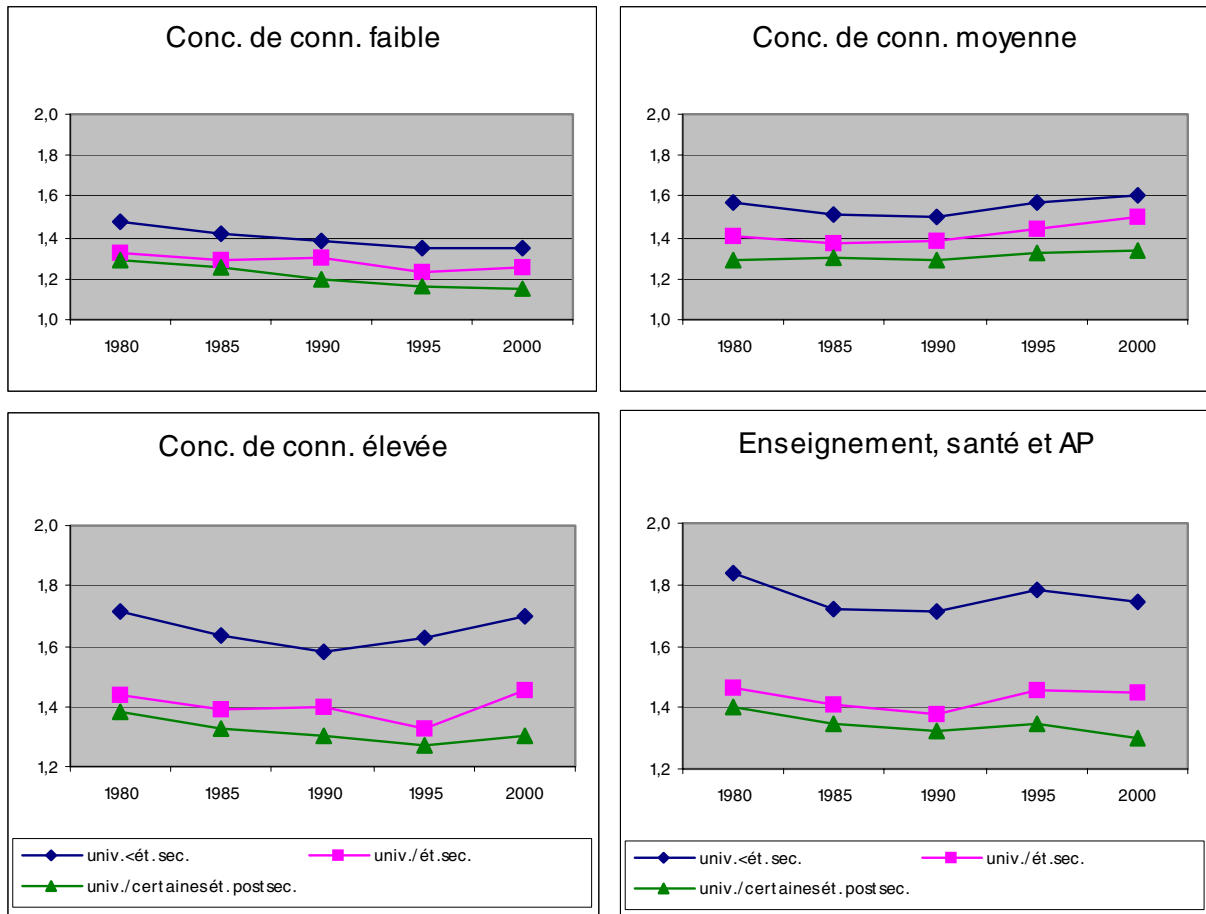 Conc. de conn. faible
2,0
1,8
1,6
1,4
1,2
1,0
1980 1985 1990 1995 2000
Conc. de conn. moyenne
2,0
1,8
1,6
1,4
1,2
1,0
1980 1985 1990 1995 2000
Conc. de conn. élevée
2,0
1,8
1,6
1,4
1,2
1980 1985 1990 1995 2000
univ.<ét.sec. univ./ét.sec.
univ./certainesét.postsec.
Enseignement, santé et AP
2,0
1,8
1,6
1,4
1,2
1980 1985 1990 1995 2000
univ.<ét.sec. univ./ét.sec.
univ./certainesét.postsec.